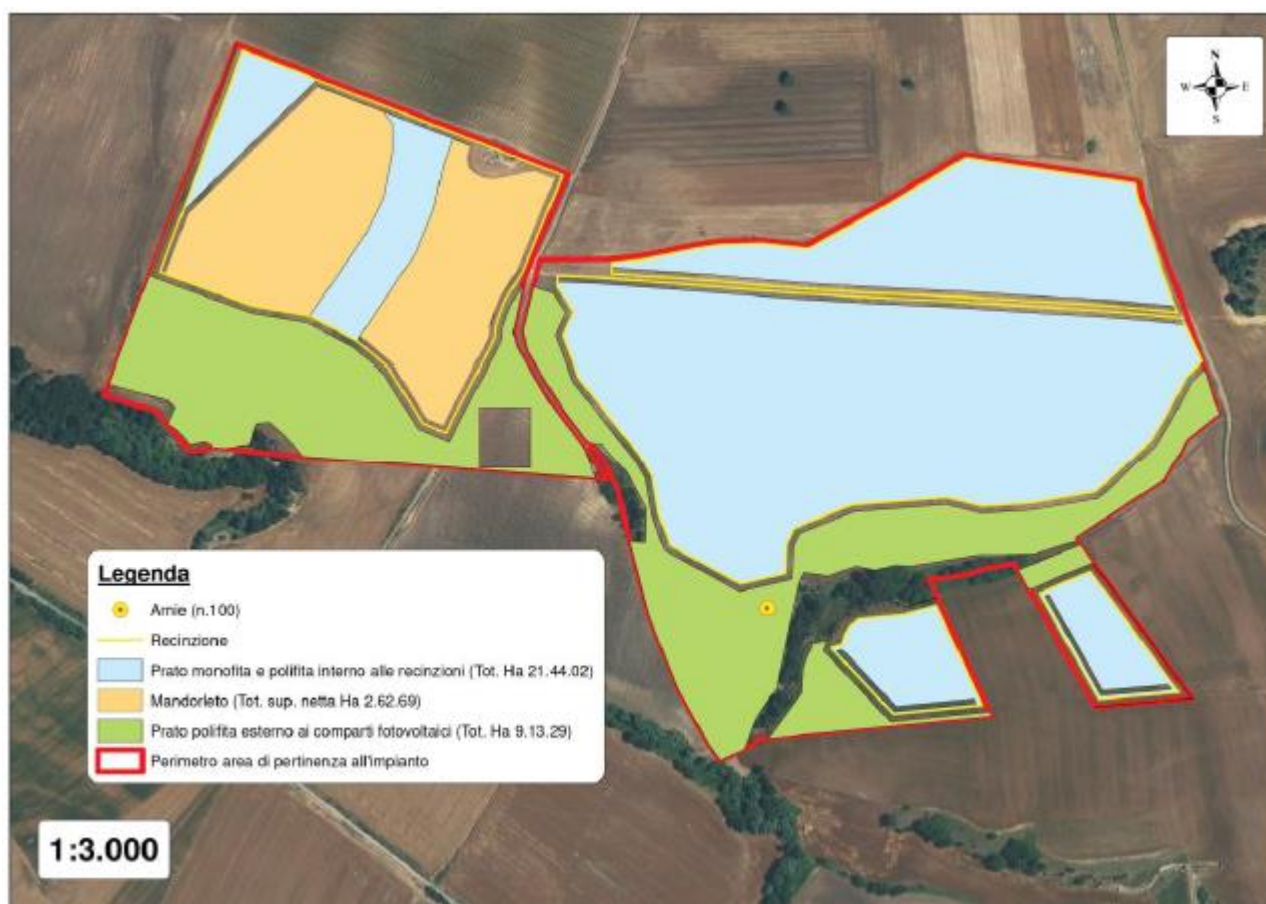 N
W E
S
Legenda
Arnie (n.100)
Recinzione
Prato monofita e polifita interno alle recinzioni (Tot. Ha 21.44.02)
Mandorleto (Tot. sup. netta Ha 2.62.69)
Prato polifita esterno ai comparti fotovoltaici (Tot. Ha 9.13.29)
Perimetro area di pertinenza all'impianto
1:3.000